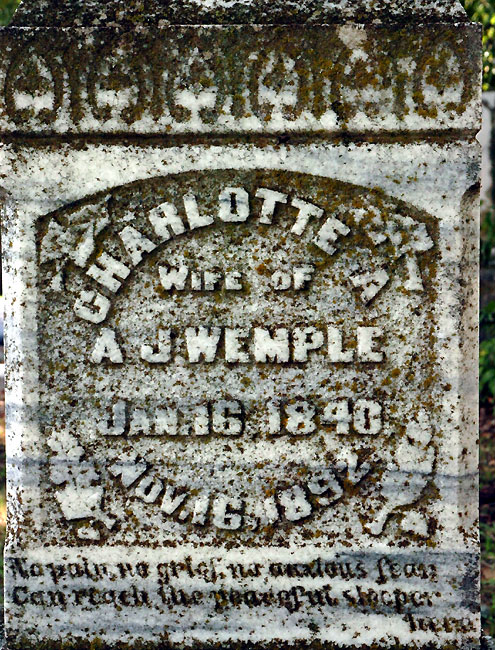 CHARLOTTE A
WIFE OF
A J WEMPLE
JAN. 16 1840
NOV. 16, 189
No pain, no grief, no anxious fear
Can reach the peaceful sleeper
here